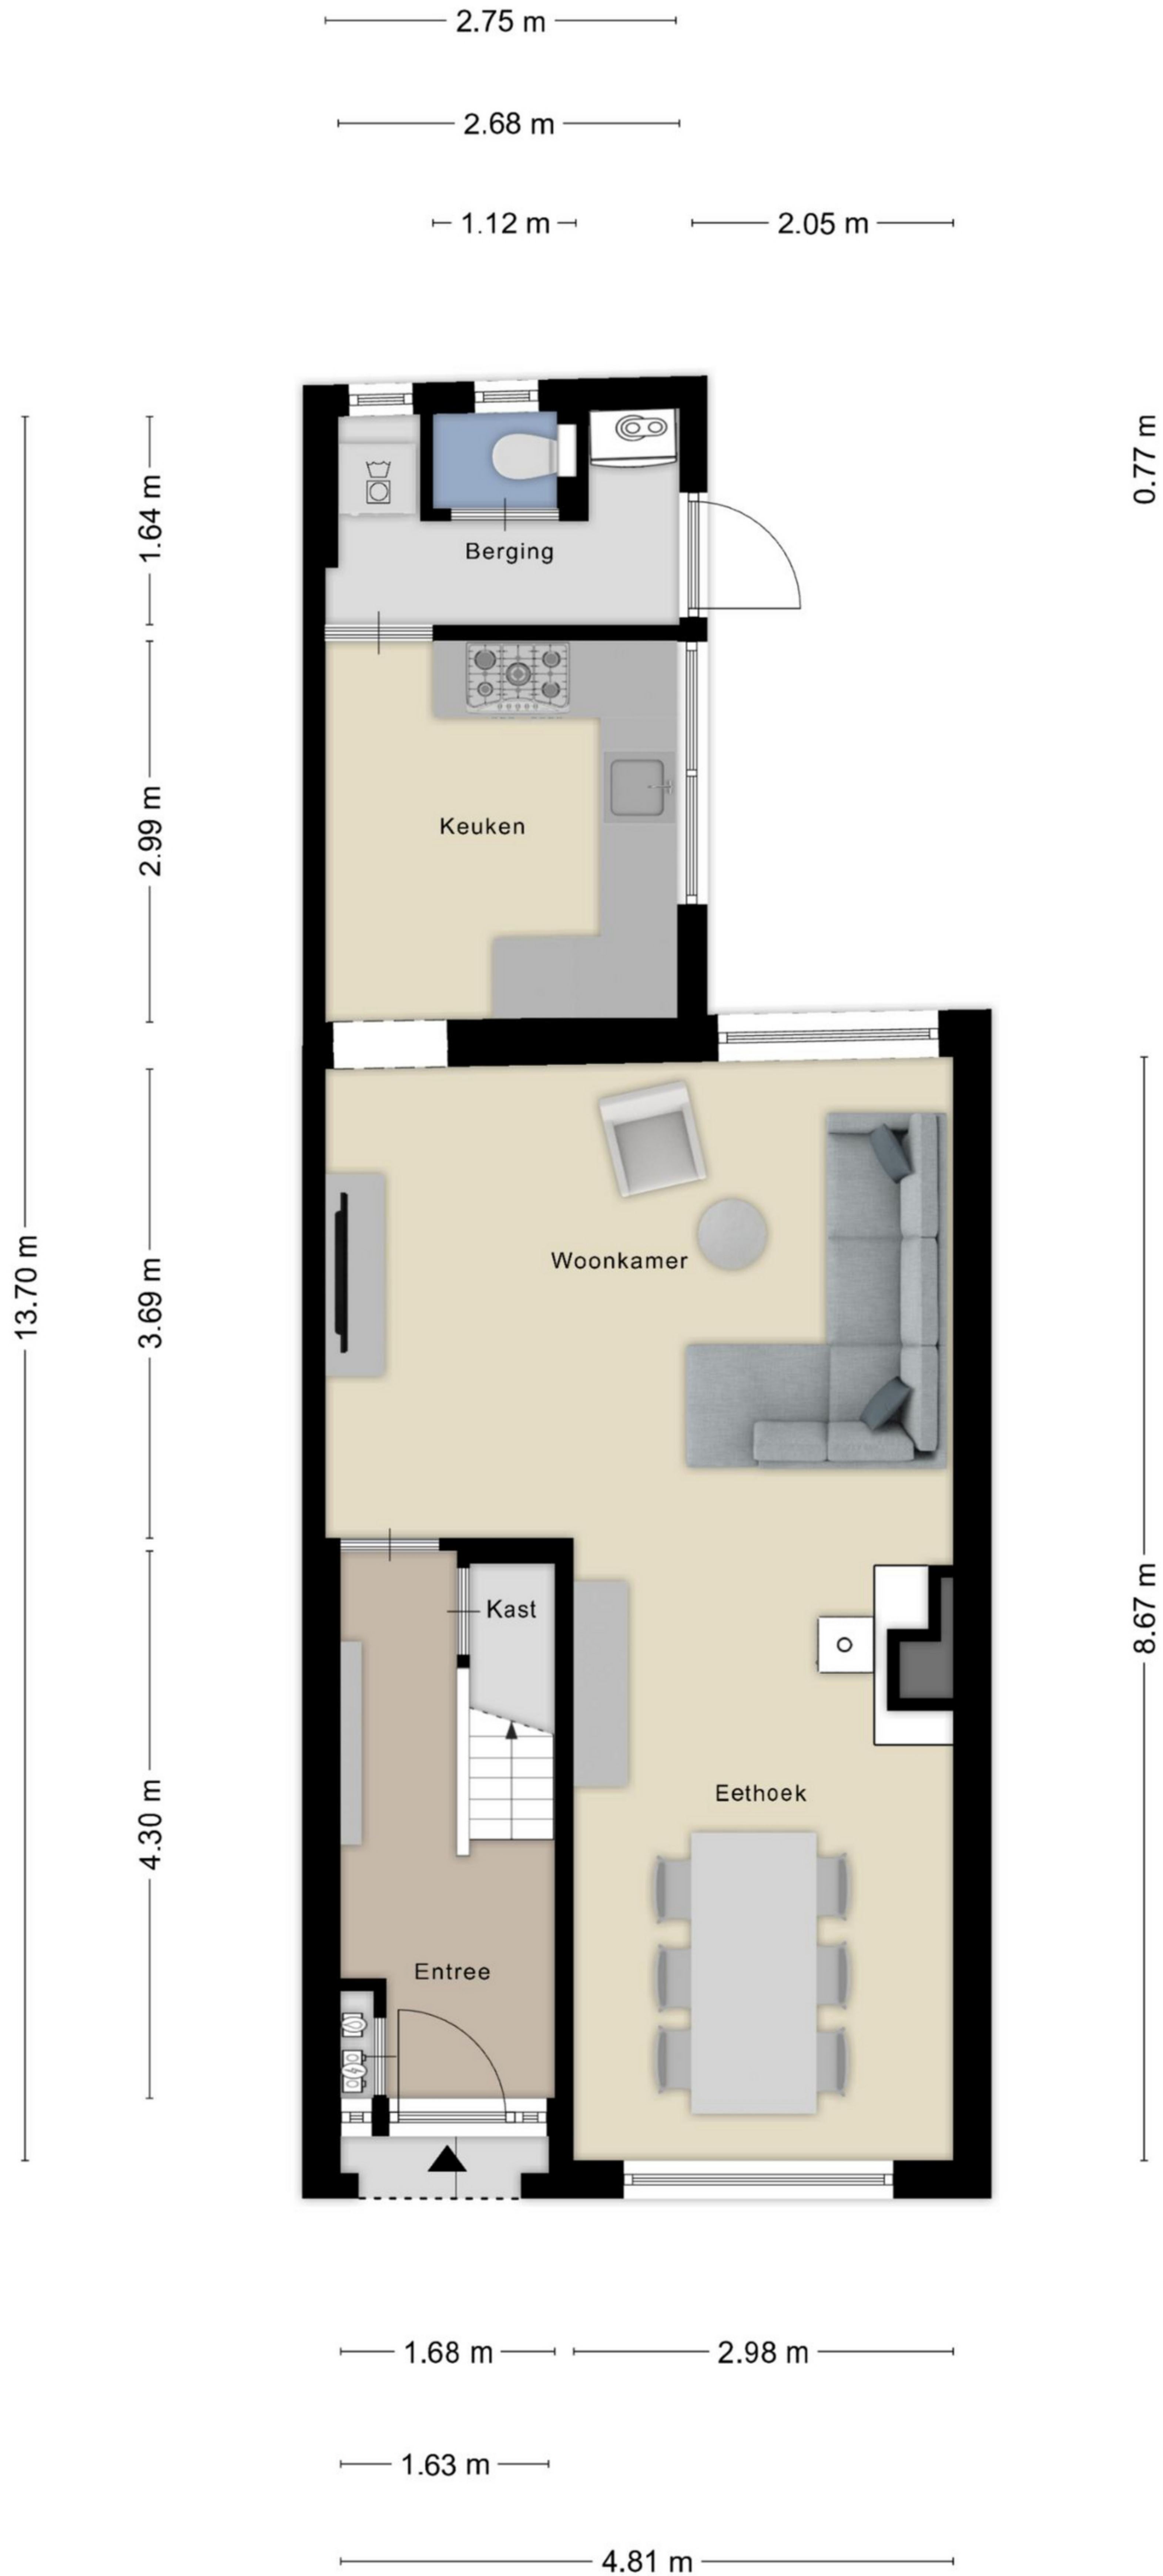 2.75 m
2.68 m
1.12 m
2.05 m
0.77 m
1.64 m
Berging
2.99 m
Keuken
13.70 m
3.69 m
Woonkamer
8.67 m
Kast
4.30 m
Eethoek
Entree
1.68 m
2.98 m
1.63 m
4.81 m